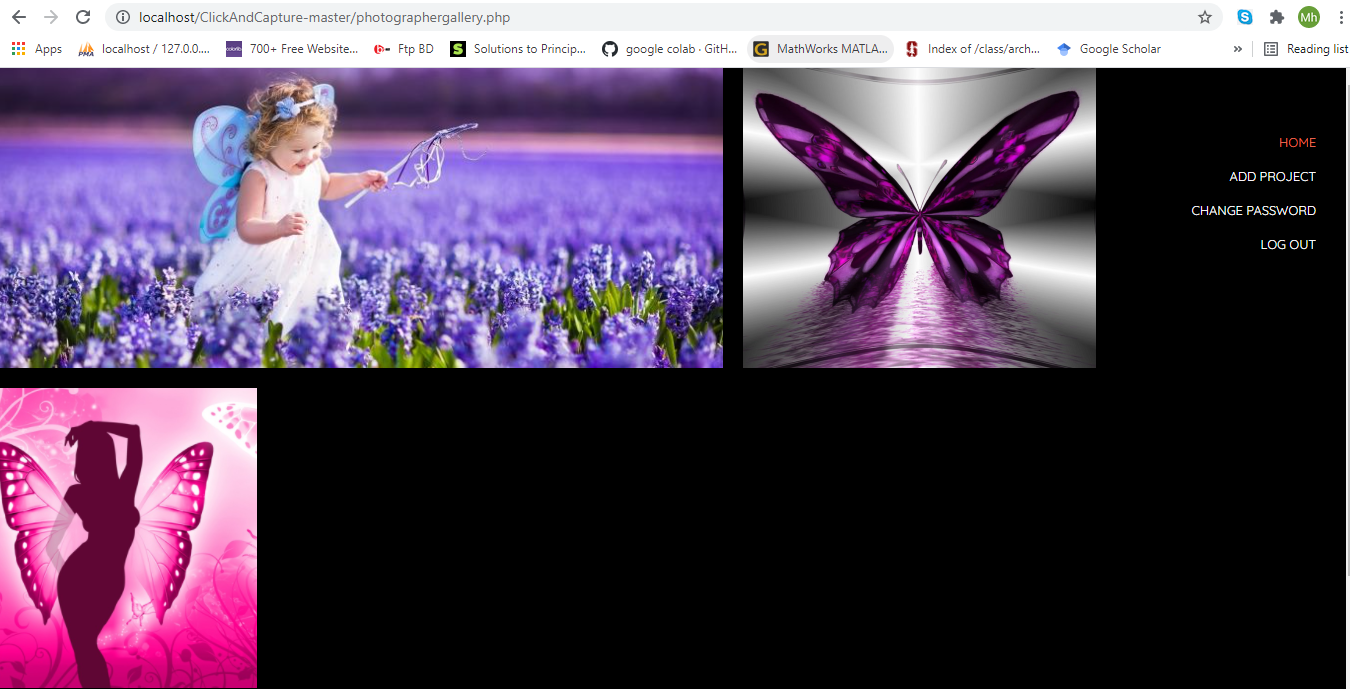 localhost/ClickAndCapture-master/photographergallery.php
Mh
Apps
PMA
localhost / 127.0.0....
colorlib
700+ Free Website...
Ftp BD
S
Solutions to Princip...
google colab · GitH...
G
MathWorks MATLA...
S
Index of /class/arch...
Google Scholar
»
Reading list
HOME
ADD PROJECT
CHANGE PASSWORD
LOG OUT